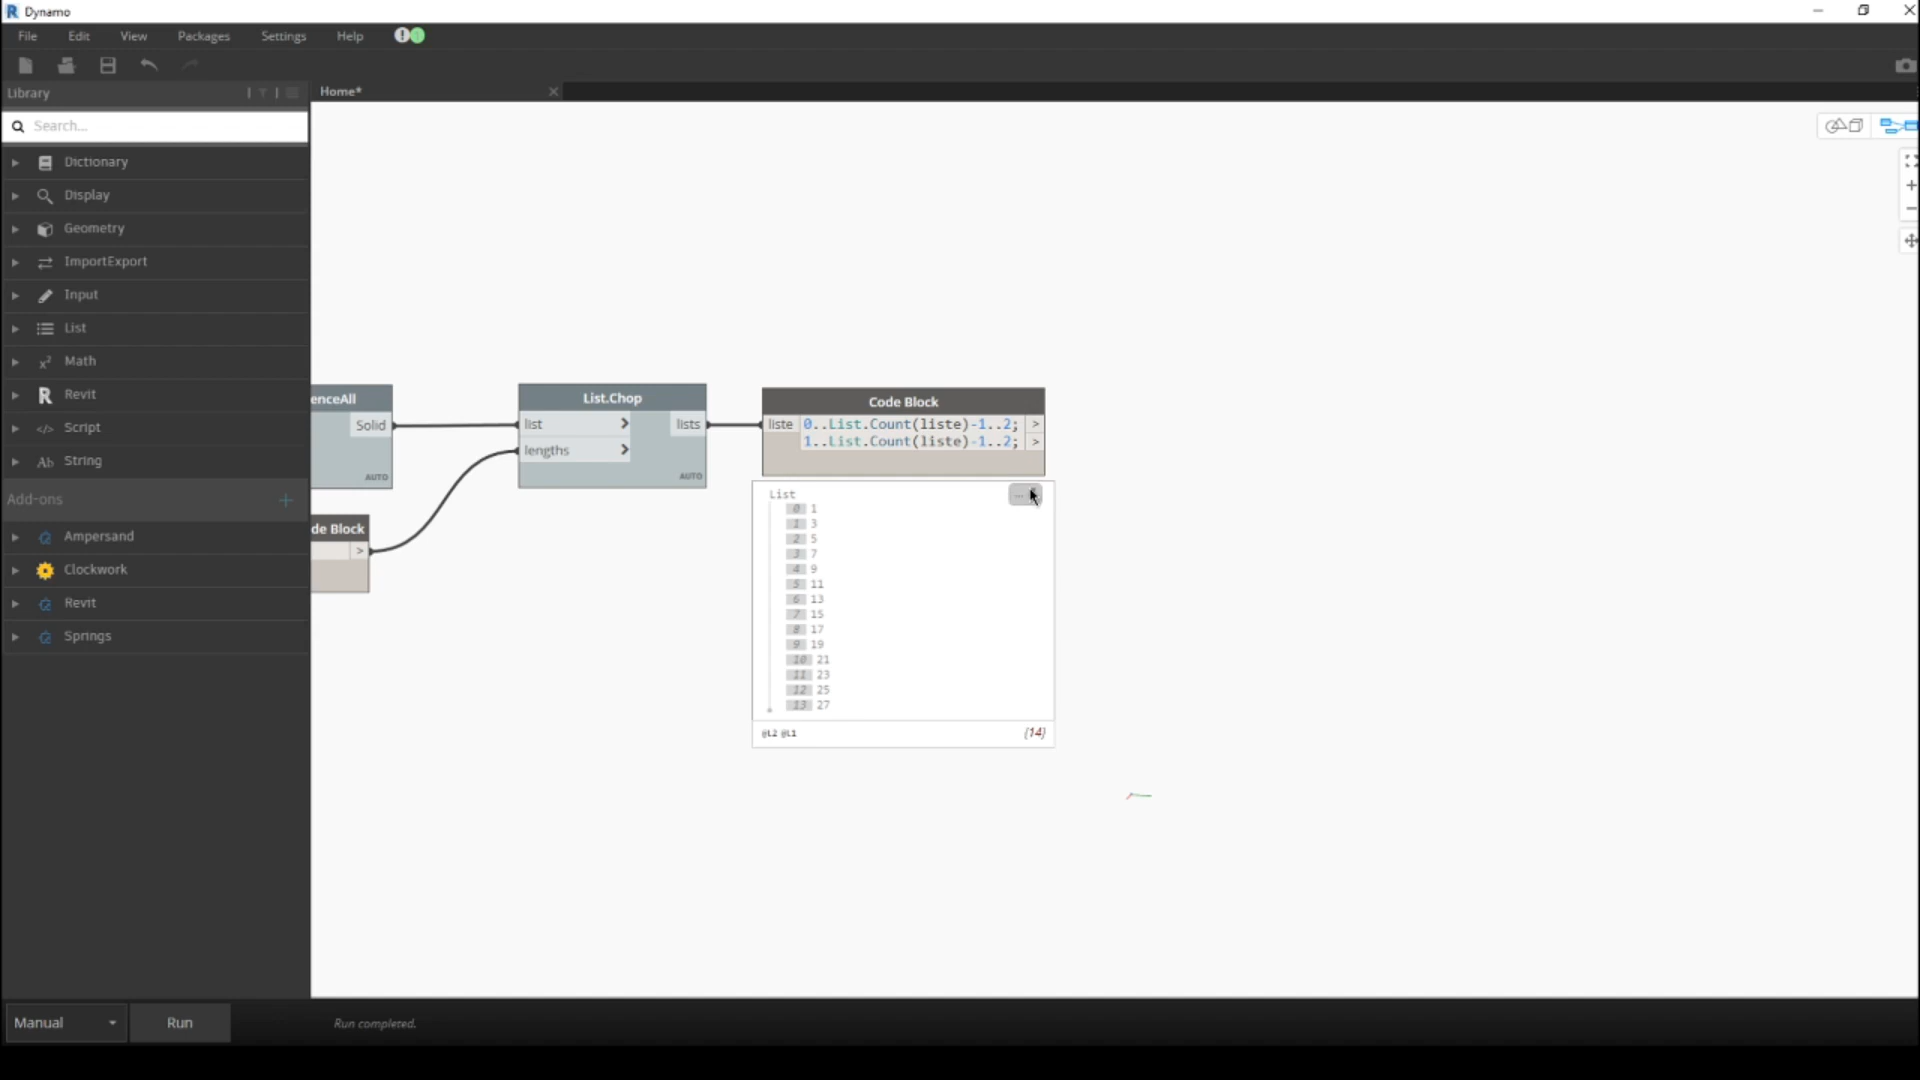 Dynamo
File Edit View Packages Settings Help
Library
Home*
Search...
Dictionary
Display
Geometry
ImportExport
Input
List
Math
Revit
Script
String
Add-ons
Ampersand
Clockwork
Revit
Springs
enceAll
Solid
AUTO
de Block
>
List.Chop
list
lengths
lists
AUTO
Code Block
liste
0..List.Count(liste)-1..2; >
1..List.Count(liste)-1..2; >
List
0 1
1 3
2 5
3 7
4 9
5 11
6 13
7 15
8 17
9 19
10 21
11 23
12 25
13 27
@L2 @L1 {14}
Manual
Run
Run completed.